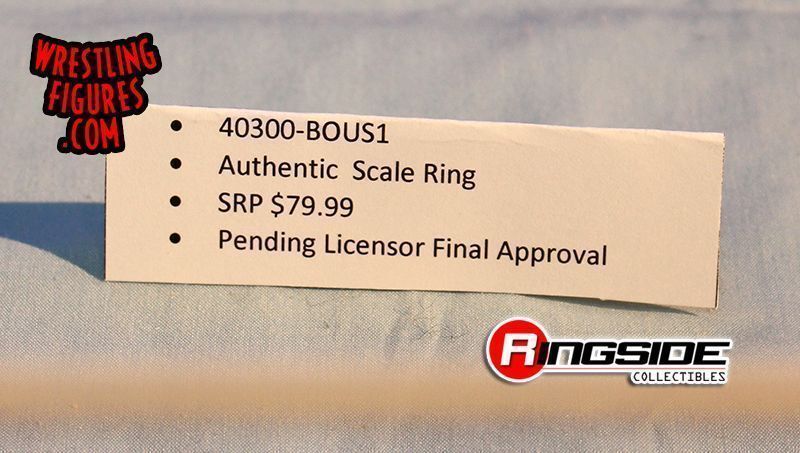 WRESTLING
FIGURES
.COM
• 40300-BOUS1
• Authentic Scale Ring
• SRP $79.99
• Pending Licensor Final Approval
RINGSIDE
COLLECTIBLES